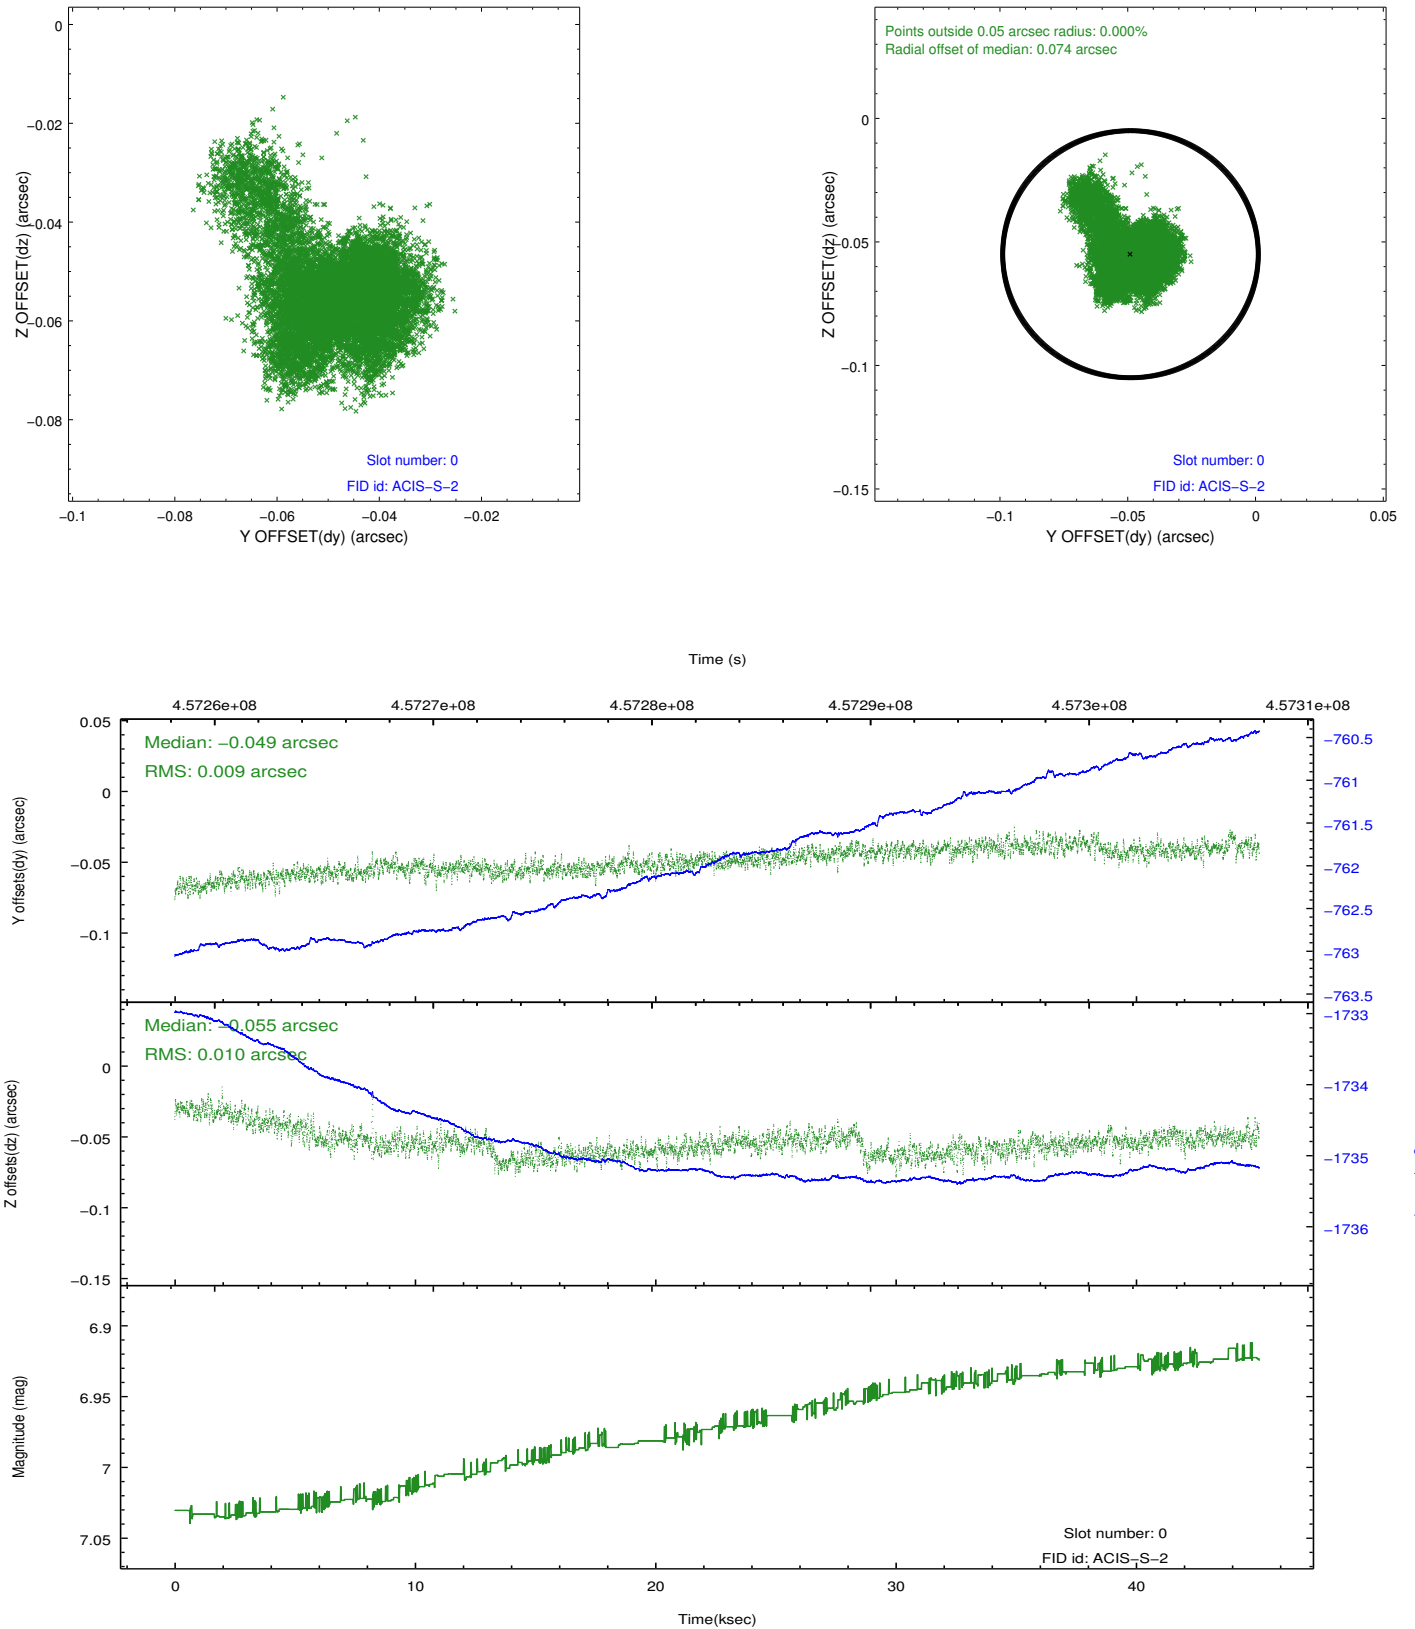 0
−0.02
−0.04
−0.06
−0.08
Z OFFSET(dz) (arcsec)
Slot number: 0
FID id: ACIS−S−2
−0.1
−0.08
−0.06
−0.04
−0.02
Y OFFSET(dy) (arcsec)
Points outside 0.05 arcsec radius: 0.000%
Radial offset of median: 0.074 arcsec
0
−0.05
−0.1
−0.15
Z OFFSET(dz) (arcsec)
Slot number: 0
FID id: ACIS−S−2
−0.1
−0.05
0
0.05
Y OFFSET(dy) (arcsec)
Time (s)
4.5726e+08
4.5727e+08
4.5728e+08
4.5729e+08
4.573e+08
4.5731e+08
0.05
0
−0.05
−0.1
Y offsets(dy) (arcsec)
Median: −0.049 arcsec
RMS: 0.009 arcsec
−760.5
−761
−761.5
−762
−762.5
−763
−763.5
0
−0.05
−0.1
−0.15
Z offsets(dz) (arcsec)
Median: −0.055 arcsec
RMS: 0.010 arcsec
−1733
−1734
−1735
−1736
6.9
6.95
7
7.05
Magnitude (mag)
Slot number: 0
FID id: ACIS−S−2
0
10
20
30
40
Time(ksec)